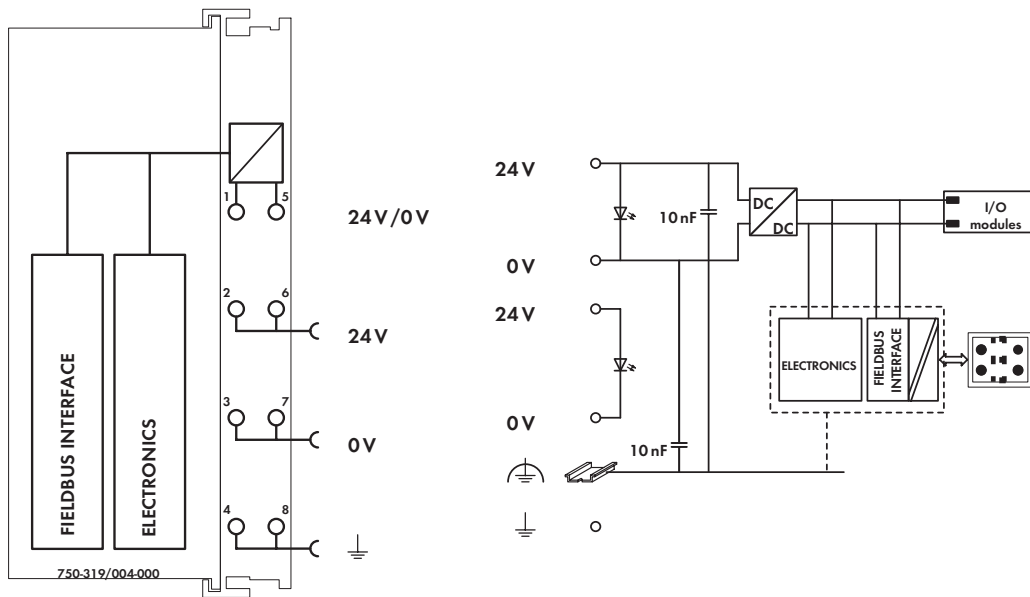 1
5
24V/0V
2
6
24V
3
7
0V
4
8
FIELDBUS INTERFACE
ELECTRONICS
750-319/004-000
24V
10nF
DC
DC
I/O
modules
0V
24V
ELECTRONICS
FIELDBUS
INTERFACE
0V
10nF